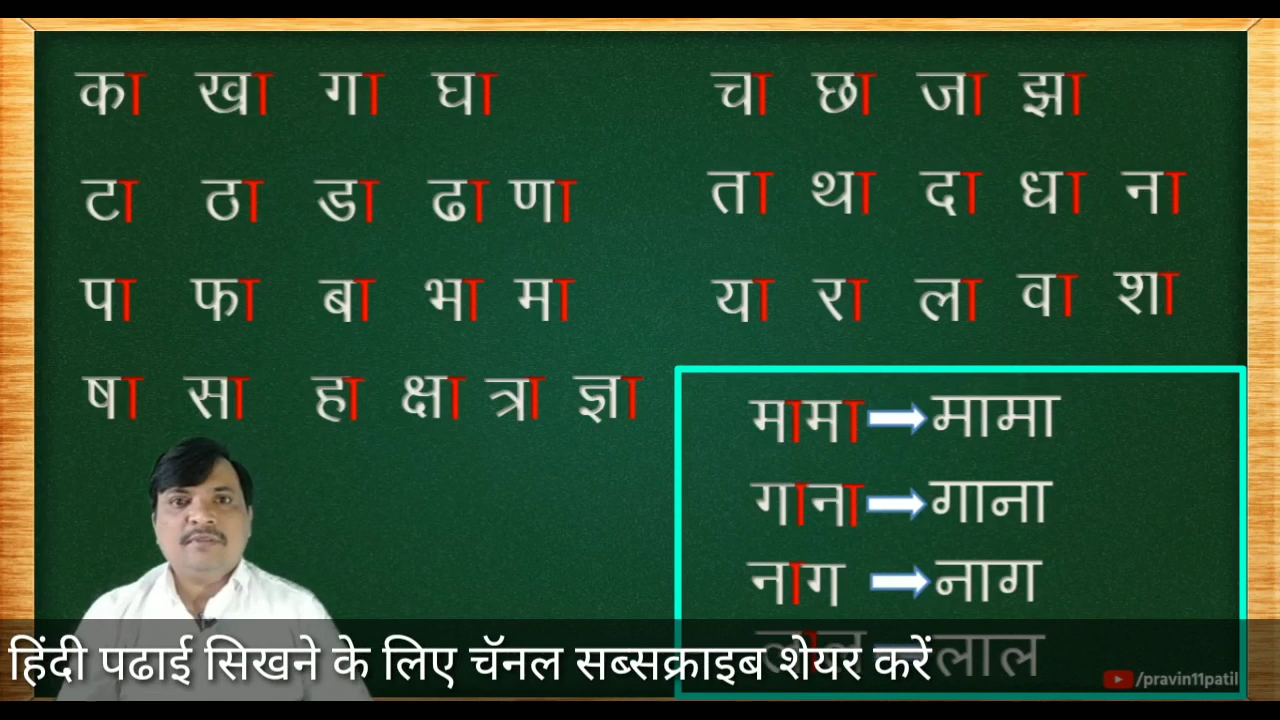 का खा गा घा
चा छा जा झा
टा ठा डा ढा णा
ता था दा धा ना
पा फा बा भा मा
या रा ला वा शा
षा सा हा क्षा त्रा ज्ञा
मामा मामा
गाना गाना
नाग नाग
लाल लाल
हिंदी पढाई सिखने के लिए चॅनल सब्सक्राइब शेयर करें
/pravin11patil